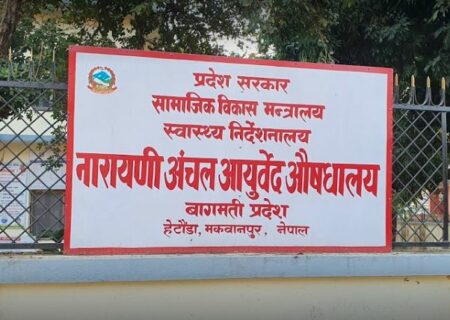 प्रदेश सरकार
सामाजिक विकास मन्त्रालय
स्वास्थ्य निर्देशनालय
नारायणी अंचल आयुर्वेद औषधालय
बागमती प्रदेश
हेटौंडा, मकवानपुर, नेपाल